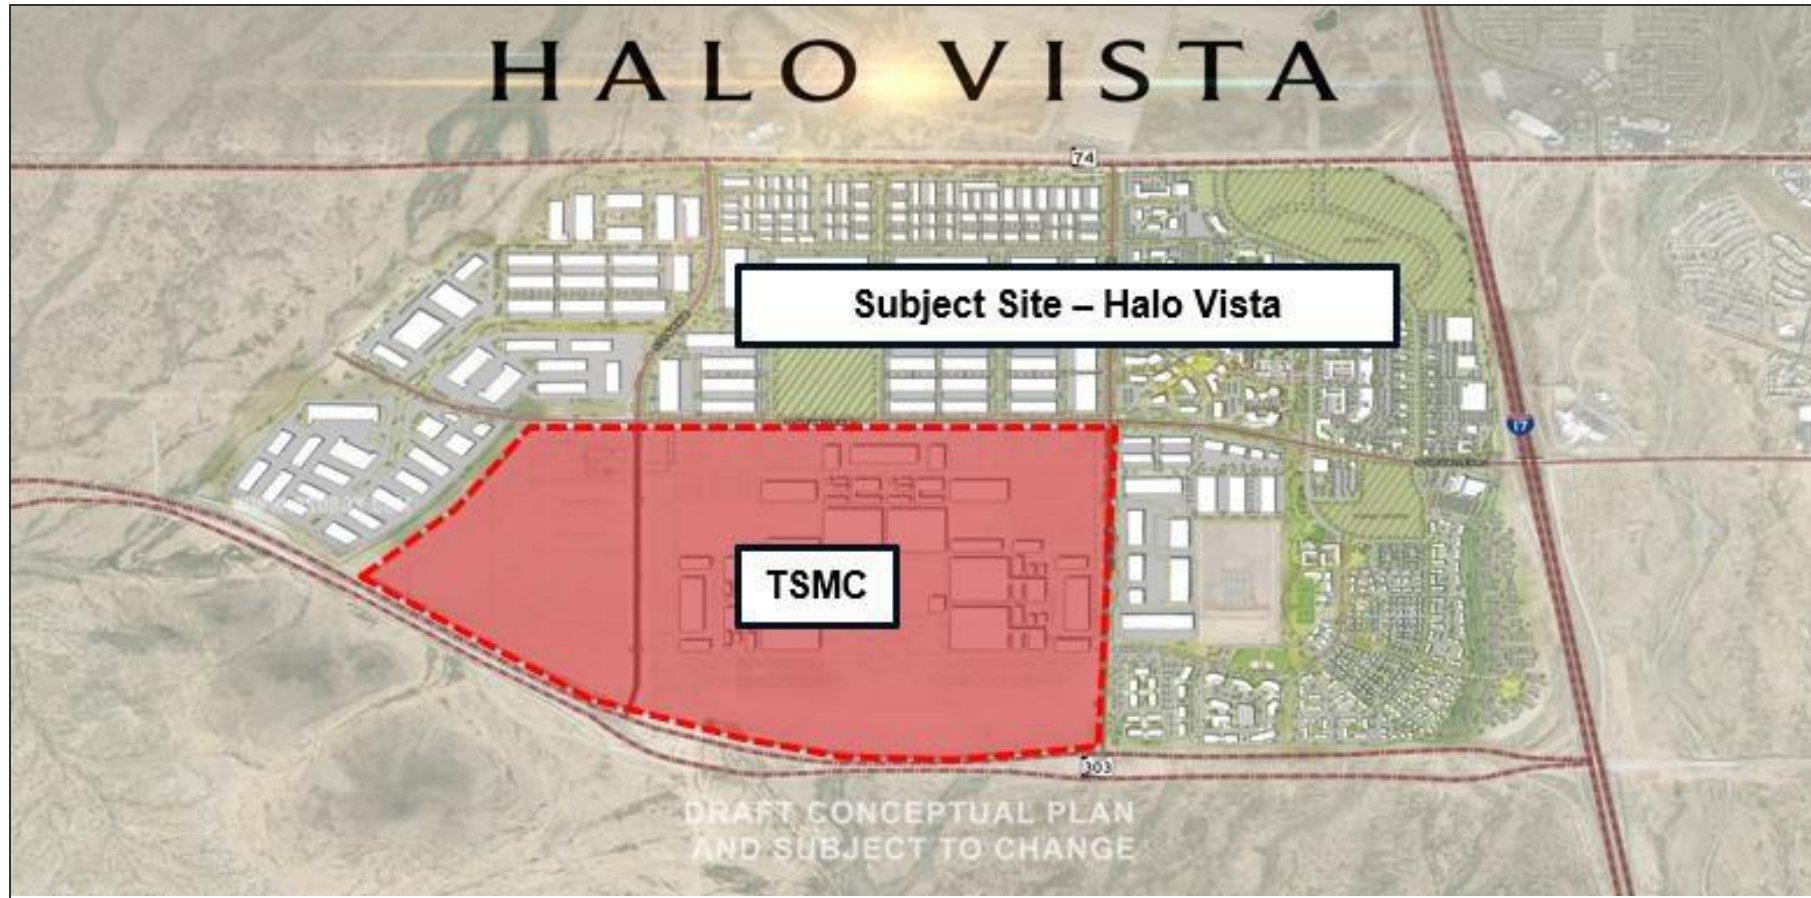 HALO VISTA
74
Subject Site – Halo Vista
17
TSMC
303
DRAFT CONCEPTUAL PLAN
AND SUBJECT TO CHANGE